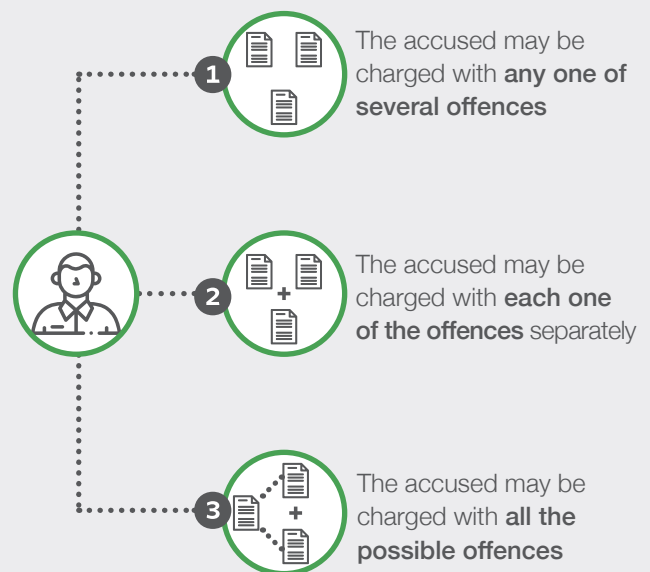 1
The accused may be
charged with any one of
several offences
2
The accused may be
charged with each one
of the offences separately
3
The accused may be
charged with all the
possible offences